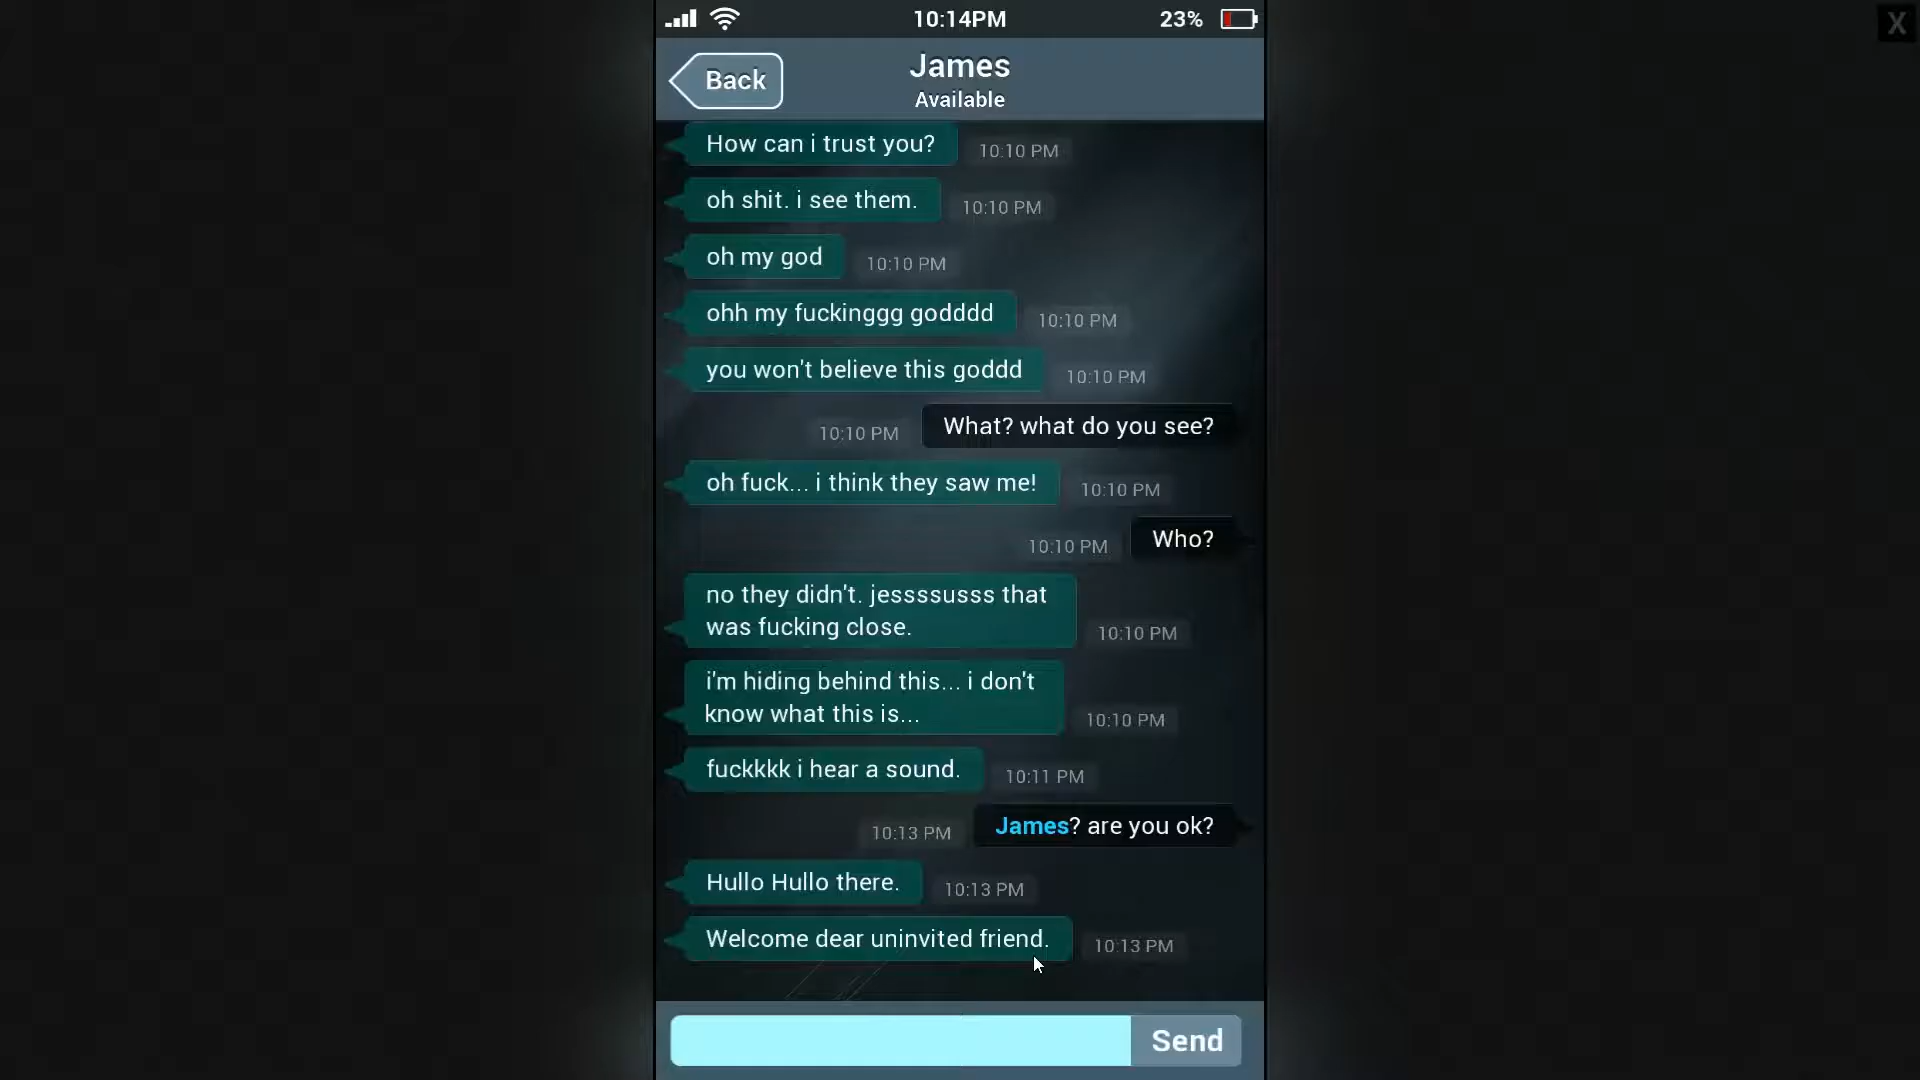 10:14PM
23%
X
Back
James
Available
How can i trust you?
10:10 PM
oh shit. i see them.
10:10 PM
oh my god
10:10 PM
ohh my fuckinggg godddd
10:10 PM
you won't believe this goddd
10:10 PM
10:10 PM
What? what do you see?
oh fuck... i think they saw me!
10:10 PM
10:10 PM
Who?
no they didn't. jessssusss that
was fucking close.
10:10 PM
i'm hiding behind this... i don't
know what this is...
10:10 PM
fuckkkk i hear a sound.
10:11 PM
10:13 PM
James? are you ok?
Hullo Hullo there.
10:13 PM
Welcome dear uninvited friend.
10:13 PM
Send